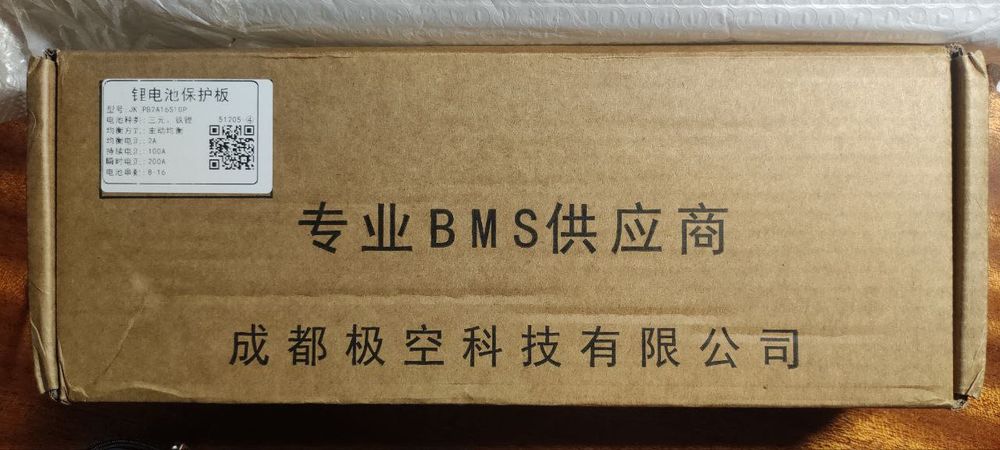 锂电池保护板
型号:JK PB2A16S10P
电池种类:三元、铁锂 51205 ④
均衡方式:主动均衡
均衡电流:2A
持续电流:100A
瞬时电流:200A
电池串数:8-16
专业BMS供应商
成都极空科技有限公司